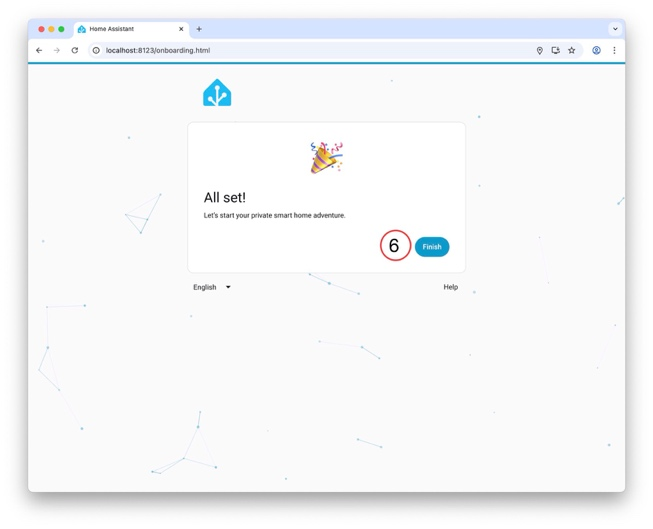 Home Assistant
localhost:8123/onboarding.html
All set!
Let's start your private smart home adventure.
6
Finish
English
Help